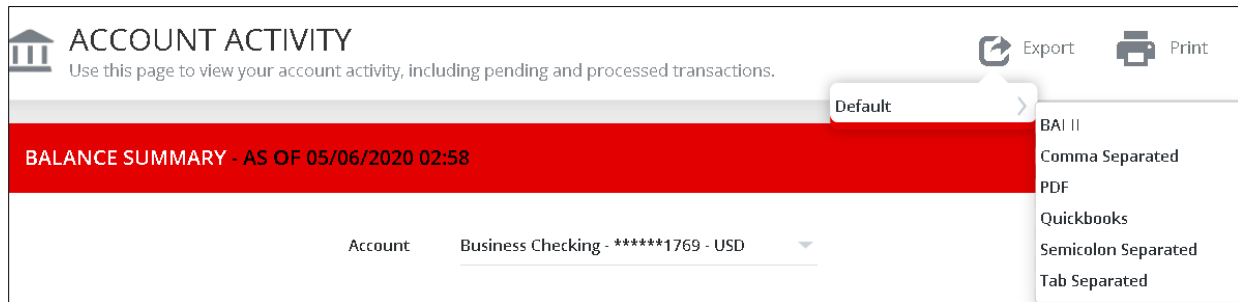 ACCOUNT ACTIVITY
Use this page to view your account activity, including pending and processed transactions.
Export
Print
Default
BAI II
Comma Separated
PDF
Quickbooks
Semicolon Separated
Tab Separated
BALANCE SUMMARY - AS OF 05/06/2020 02:58
Account
Business Checking - ******1769 - USD